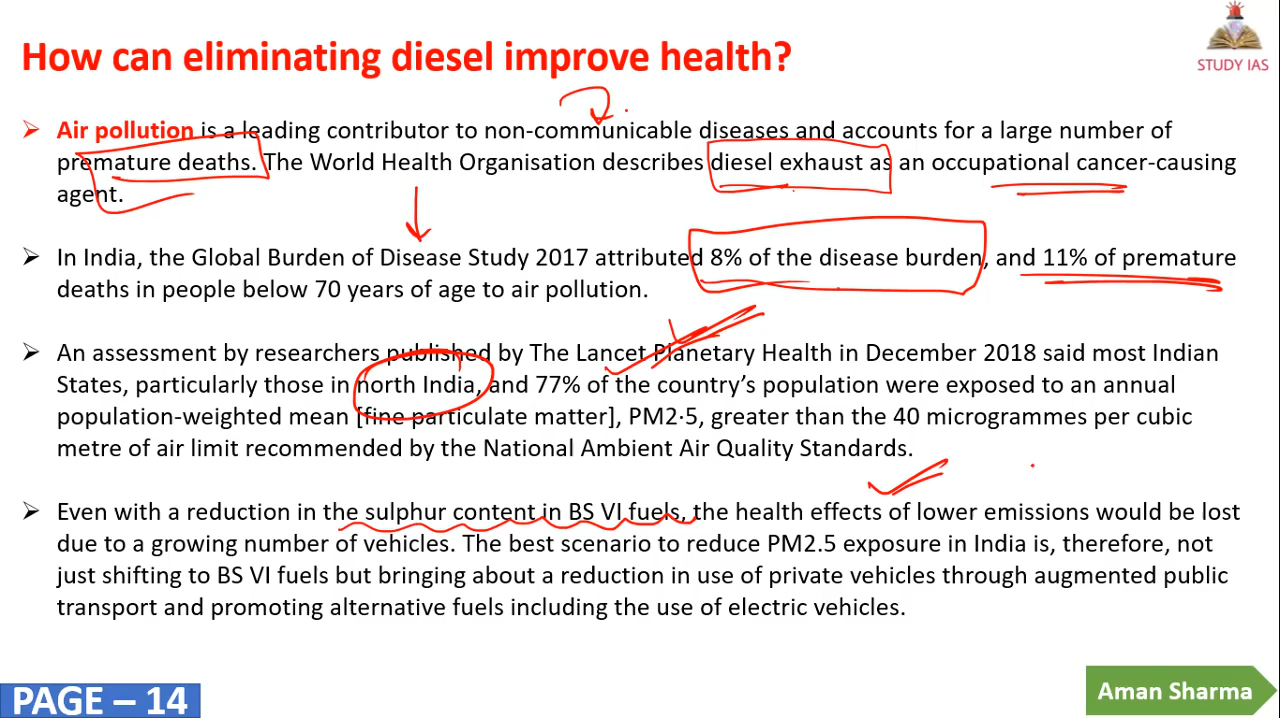 How can eliminating diesel improve health?
STUDY IAS
Air pollution is a leading contributor to non-communicable diseases and accounts for a large number of
premature deaths. The World Health Organisation describes diesel exhaust as an occupational cancer-causing
agent.
In India, the Global Burden of Disease Study 2017 attributed 8% of the disease burden, and 11% of premature
deaths in people below 70 years of age to air pollution.
An assessment by researchers published by The Lancet Planetary Health in December 2018 said most Indian
States, particularly those in north India, and 77% of the country’s population were exposed to an annual
population-weighted mean [fine particulate matter], PM2·5, greater than the 40 microgrammes per cubic
metre of air limit recommended by the National Ambient Air Quality Standards.
Even with a reduction in the sulphur content in BS VI fuels, the health effects of lower emissions would be lost
due to a growing number of vehicles. The best scenario to reduce PM2.5 exposure in India is, therefore, not
just shifting to BS VI fuels but bringing about a reduction in use of private vehicles through augmented public
transport and promoting alternative fuels including the use of electric vehicles.
PAGE – 14
Aman Sharma